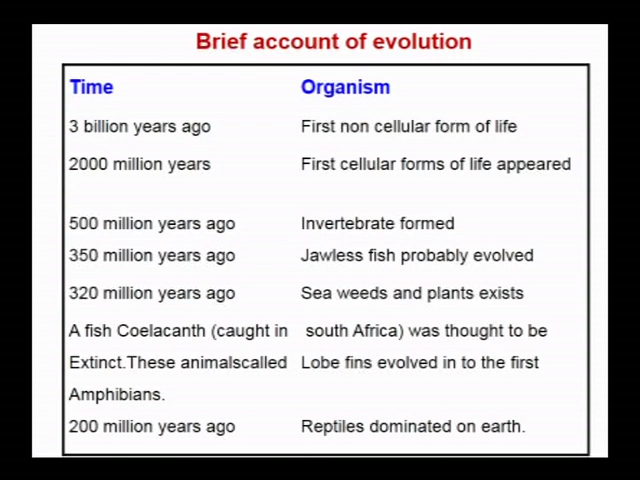 Brief account of evolution
Time Organism
3 billion years ago First non cellular form of life
2000 million years First cellular forms of life appeared
500 million years ago Invertebrate formed
350 million years ago Jawless fish probably evolved
320 million years ago Sea weeds and plants exists
A fish Coelacanth (caught in south Africa) was thought to be
Extinct.These animalscalled Lobe fins evolved in to the first
Amphibians.
200 million years ago Reptiles dominated on earth.